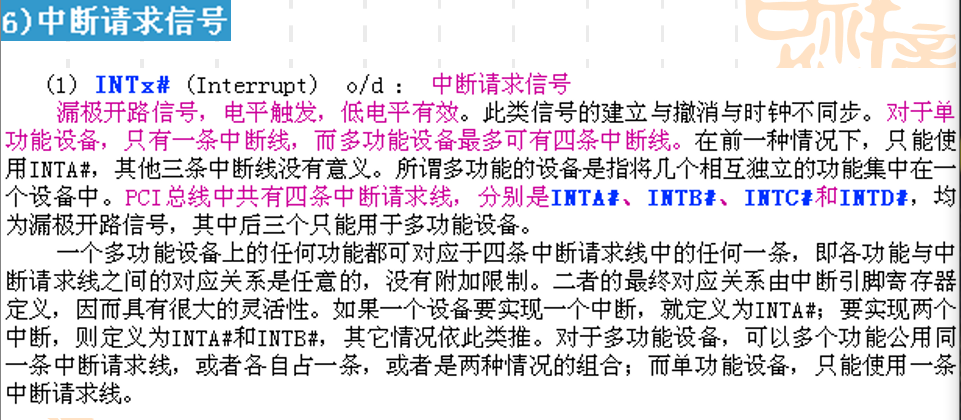 6)中断请求信号
(1) INTx# (Interrupt) o/d： 中断请求信号
漏极开路信号，电平触发，低电平有效。此类信号的建立与撤消与时钟不同步。对于单
功能设备，只有一条中断线，而多功能设备最多可有四条中断线。在前一种情况下，只能使
用INTA#，其他三条中断线没有意义。所谓多功能的设备是指将几个相互独立的功能集中在一
个设备中。PCI总线中共有四条中断请求线，分别是INTA#、INTB#、INTC#和INTD#，均
为漏极开路信号，其中后三个只能用于多功能设备。
一个多功能设备上的任何功能都可对应于四条中断请求线中的任何一条，即各功能与中
断请求线之间的对应关系是任意的，没有附加限制。二者的最终对应关系由中断引脚寄存器
定义，因而具有很大的灵活性。如果一个设备要实现一个中断，就定义为INTA#；要实现两个
中断，则定义为INTA#和INTB#，其它情况依此类推。对于多功能设备，可以多个功能公用同
一条中断请求线，或者各自占一条，或者是两种情况的组合；而单功能设备，只能使用一条
中断请求线。